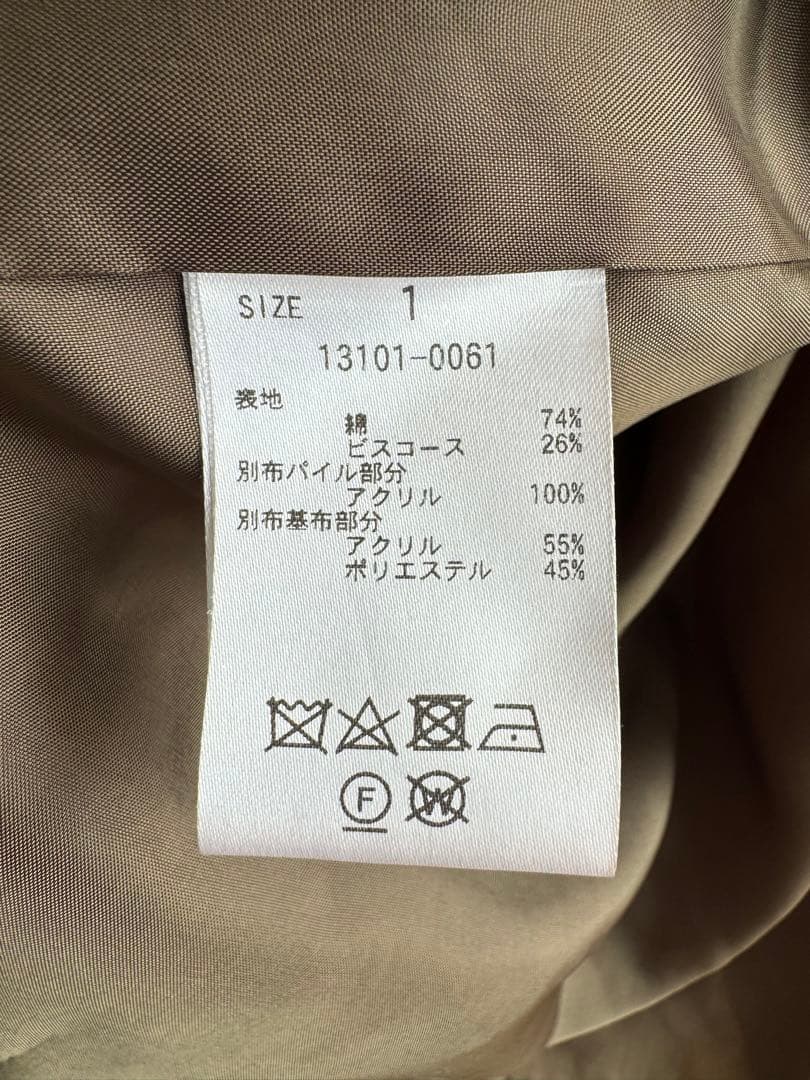 SIZE 1
13101-0061
表地
綿 74%
ビスコース 26%
別布パイル部分
アクリル 100%
別布基布部分
アクリル 55%
ポリエステル 45%
F W